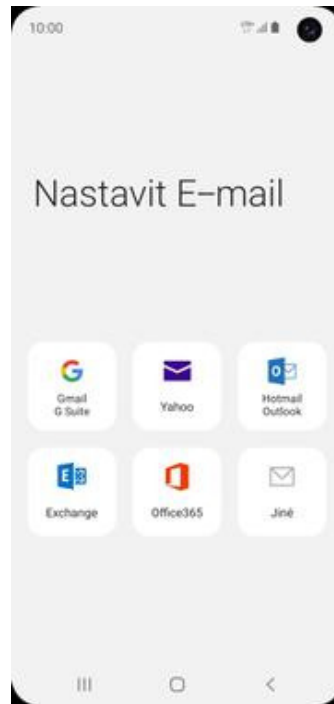 10:00
Nastavit E-mail
Gmail
G Suite
Yahoo
Hotmail
Outlook
Exchange
Office365
Jiné